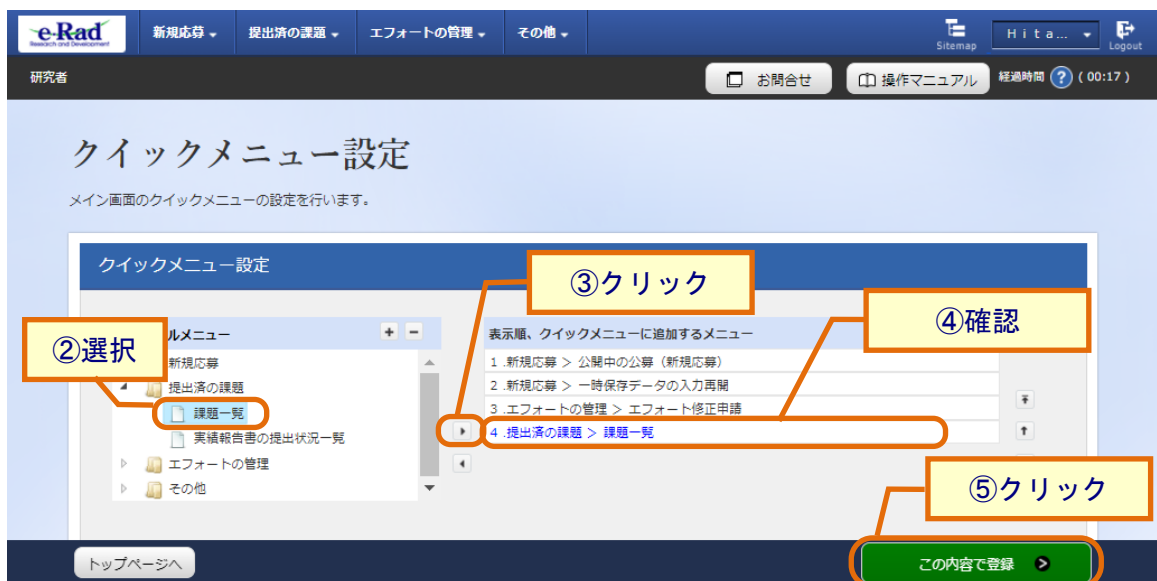 e-Rad
Research and Development
新規応募
提出済の課題
エフォートの管理
その他
Sitemap
Hita...
Logout
研究者
お問合せ
操作マニュアル
経過時間 ? (00:17)
クイックメニュー設定
メイン画面のクイックメニューの設定を行います。
クイックメニュー設定
③クリック
④確認
②選択
ルメニュー
+ -
表示順、クイックメニューに追加するメニュー
新規応募
提出済の課題
課題一覧
実績報告書の提出状況一覧
エフォートの管理
その他
1 .新規応募 > 公開中の公募（新規応募）
2 .新規応募 > 一時保存データの入力再開
3 .エフォートの管理 > エフォート修正申請
4 .提出済の課題 > 課題一覧
⑤クリック
トップページへ
この内容で登録